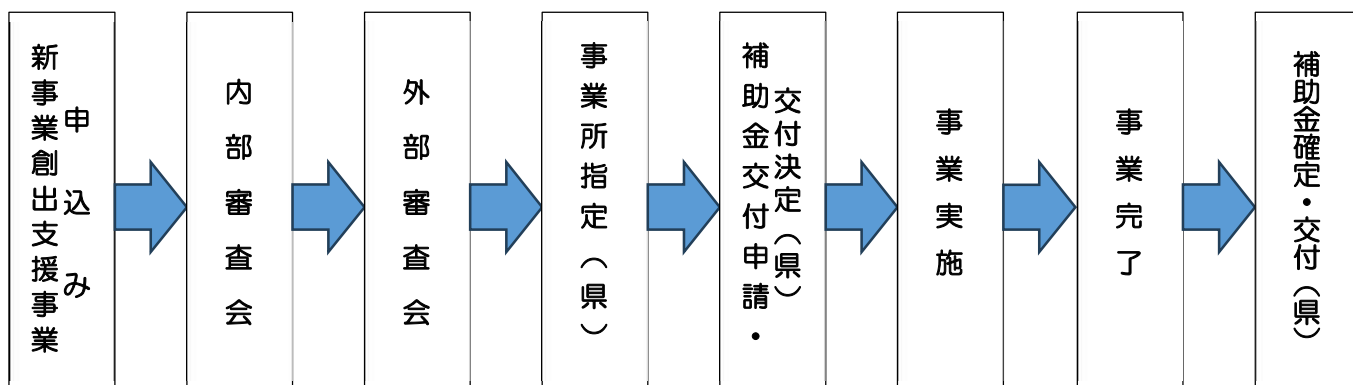 新事業創出支援事業
申込み
内部審査会
外部審査会
事業所指定（県）
補助金交付申請・
交付決定（県）
事業実施
事業完了
補助金確定・交付（県）